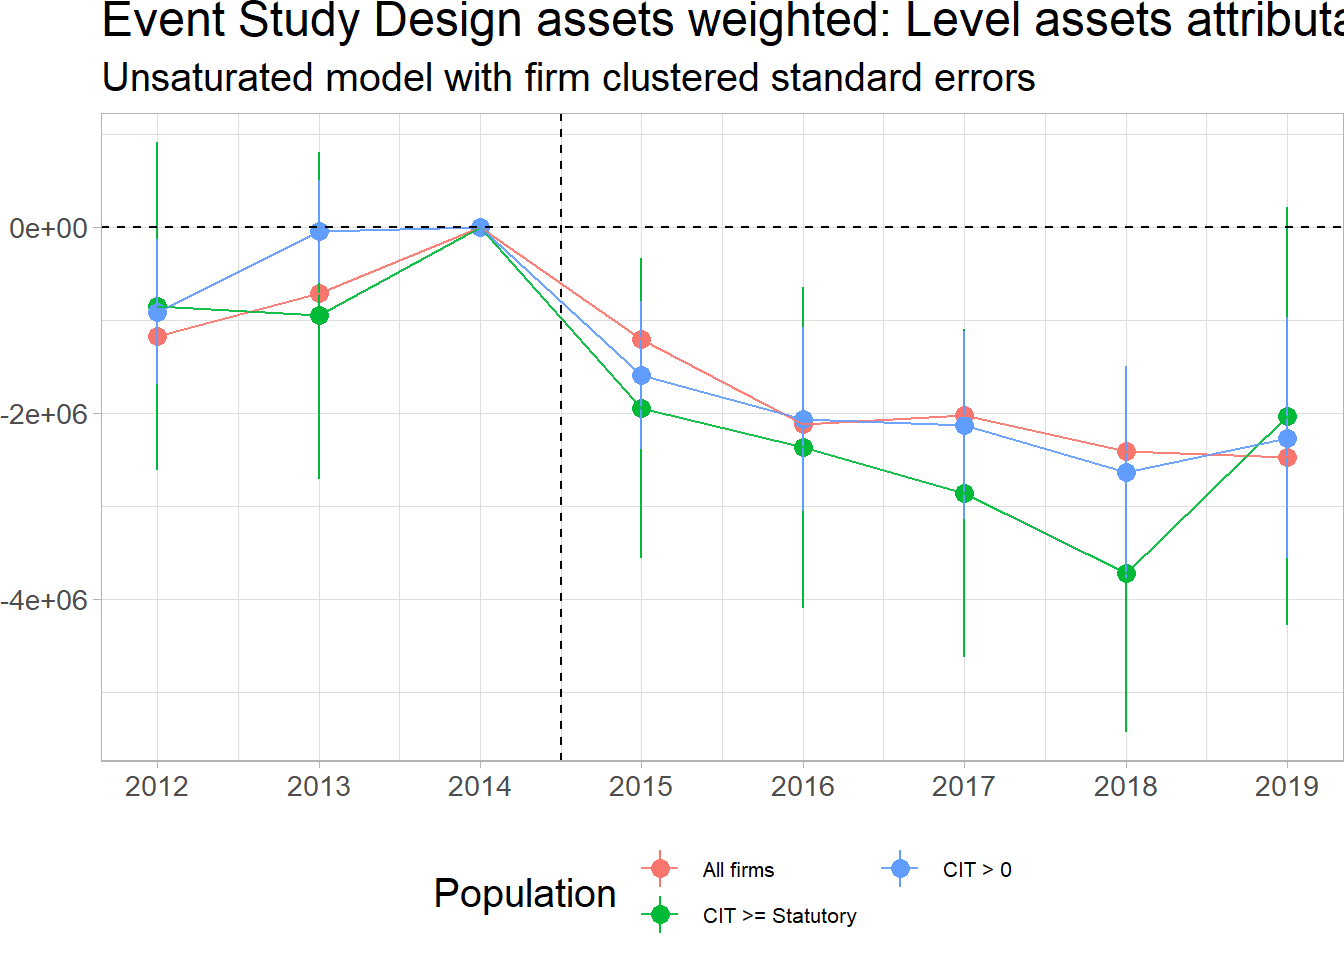 Event Study Design assets weighted: Level assets
Unsaturated model with firm clustered standard errors
0e+00
-2e+06
-4e+06
2012 2013 2014 2015 2016 2017 2018 2019
Population
All firms
CIT > 0
CIT >= Statutory